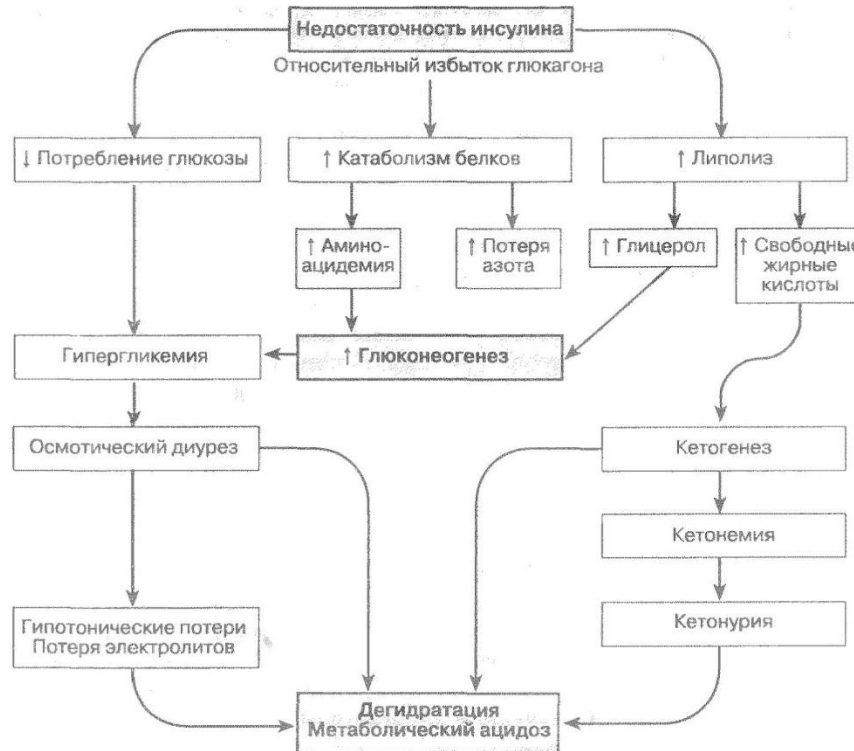 Недостаточность инсулина
Относительный избыток глюкагона
↓ Потребление глюкозы
↑ Катаболизм белков
↑ Липолиз
↑ Амино-
ацидемия
↑ Потеря
азота
↑ Глицерол
↑ Свободные
жирные
кислоты
Гипергликемия
↑ Глюконеогенез
Осмотический диурез
Кетогенез
Кетонемия
Гипотонические потери
Потеря электролитов
Кетонурия
Дегидратация
Метаболический ацидоз